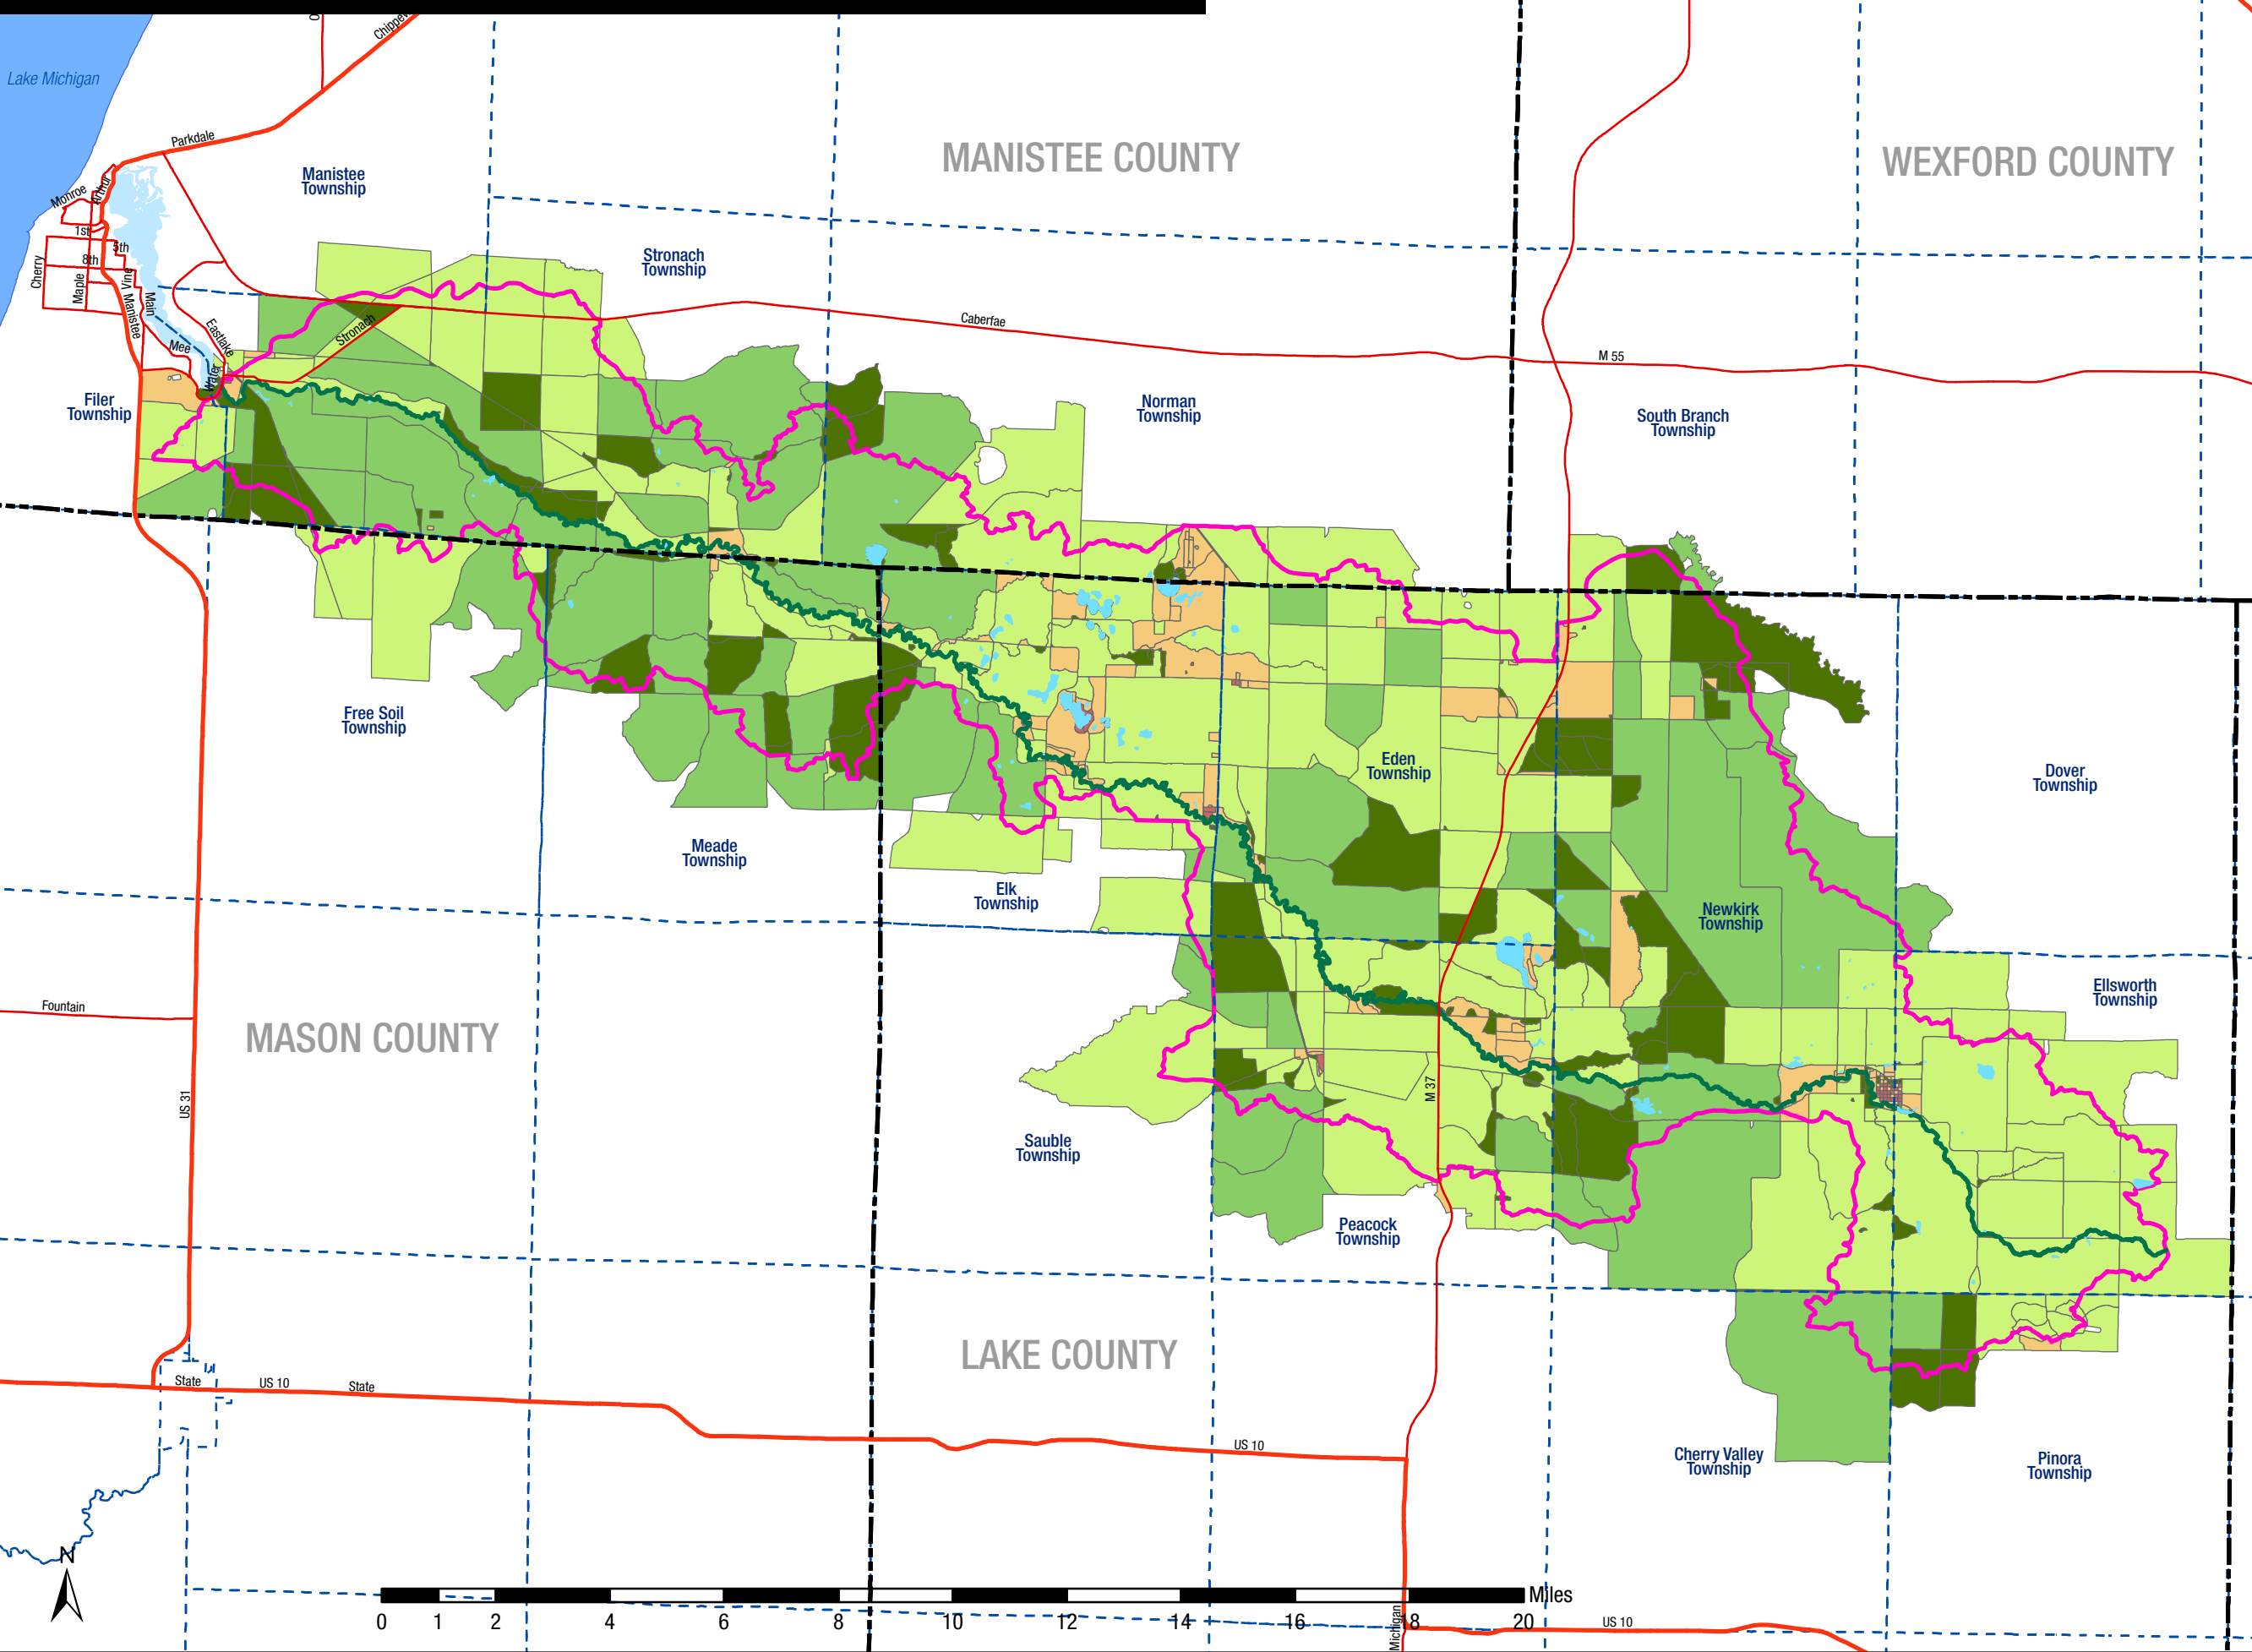 Chippew
Lake Michigan
Parkdale
MANISTEE COUNTY
WEXFORD COUNTY
Manistee
Township
Monroe
Arthur
1st
5th
8th
Cherry
Maple
Vine
Manistee
Main
Stronach
Township
Eastlake
Stronach
Mee
Water
Caberfae
M 55
Filer
Township
Norman
Township
South Branch
Township
Free Soil
Township
Eden
Township
Dover
Township
Meade
Township
Elk
Township
Newkirk
Township
Ellsworth
Township
Fountain
MASON COUNTY
US 31
M 37
Sauble
Township
Peacock
Township
LAKE COUNTY
State
US 10
State
US 10
Cherry Valley
Township
Pinora
Township
N
Miles
0 1 2 4 6 8 10 12 14 16 18 20
Michigan
US 10